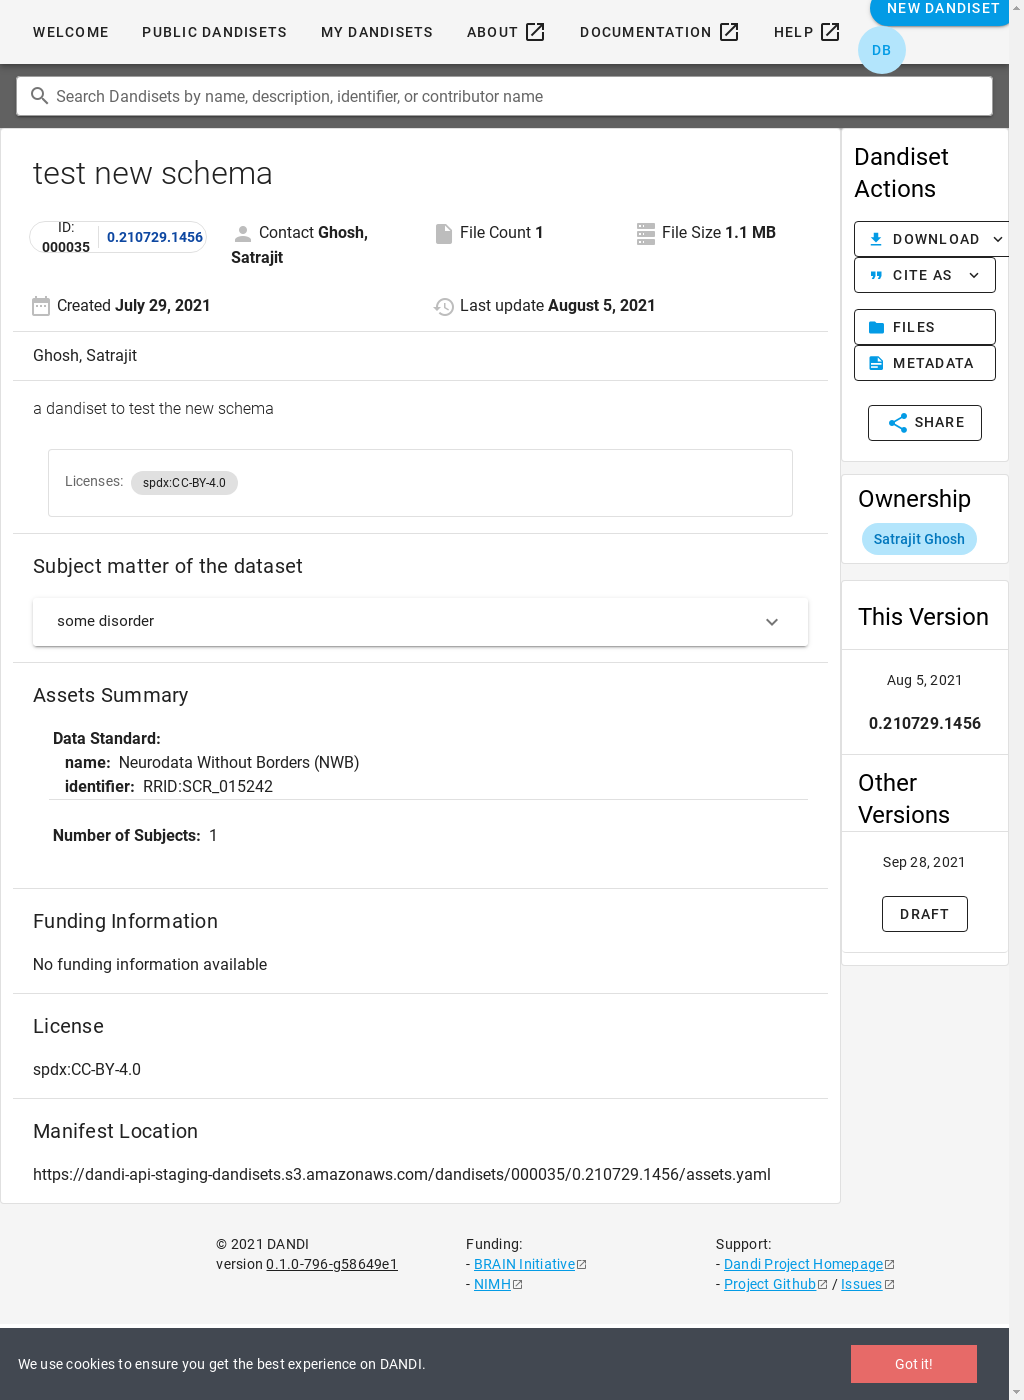 WELCOME PUBLIC DANDISETS MY DANDISETS ABOUT DOCUMENTATION HELP NEW DANDISET
DB
Search Dandisets by name, description, identifier, or contributor name
test new schema
ID: 000035 0.210729.1456
Contact Ghosh, Satrajit
File Count 1
File Size 1.1 MB
Created July 29, 2021
Last update August 5, 2021
Ghosh, Satrajit
a dandiset to test the new schema
Licenses: spdx:CC-BY-4.0
Subject matter of the dataset
some disorder
Assets Summary
Data Standard:
name: Neurodata Without Borders (NWB)
identifier: RRID:SCR_015242
Number of Subjects: 1
Funding Information
No funding information available
License
spdx:CC-BY-4.0
Manifest Location
https://dandi-api-staging-dandisets.s3.amazonaws.com/dandisets/000035/0.210729.1456/assets.yaml
Dandiset
Actions
DOWNLOAD
CITE AS
FILES
METADATA
SHARE
Ownership
Satrajit Ghosh
This Version
Aug 5, 2021
0.210729.1456
Other
Versions
Sep 28, 2021
DRAFT
© 2021 DANDI
version 0.1.0-796-g58649e1
Funding:
- BRAIN Initiative
- NIMH
Support:
- Dandi Project Homepage
- Project Github / Issues
We use cookies to ensure you get the best experience on DANDI.
Got it!